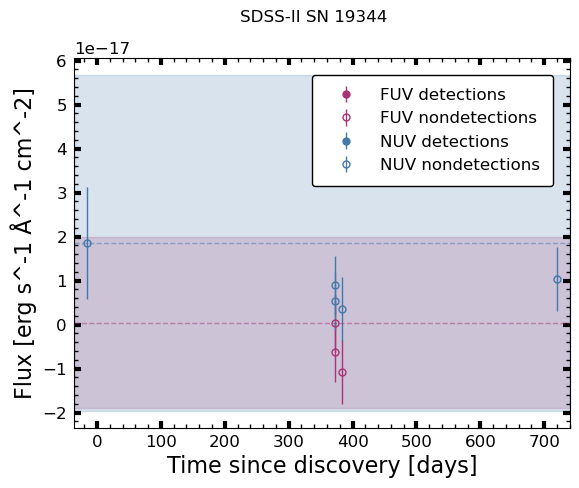 SDSS-II SN 19344
1e−17
FUV detections
FUV nondetections
NUV detections
NUV nondetections
6
5
4
3
2
1
0
−1
−2
Flux [erg s^-1 Å^-1 cm^-2]
0 100 200 300 400 500 600 700
Time since discovery [days]